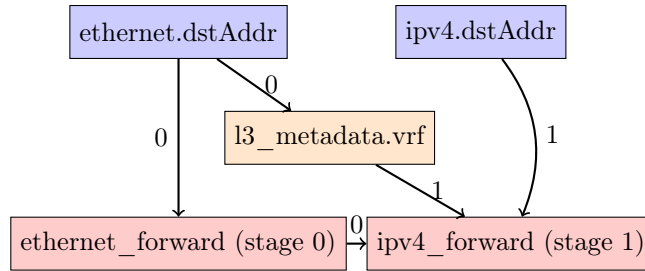 ethernet.dstAddr
ipv4.dstAddr
0
0
1
l3_metadata.vrf
1
ethernet_forward (stage 0)
0
ipv4_forward (stage 1)